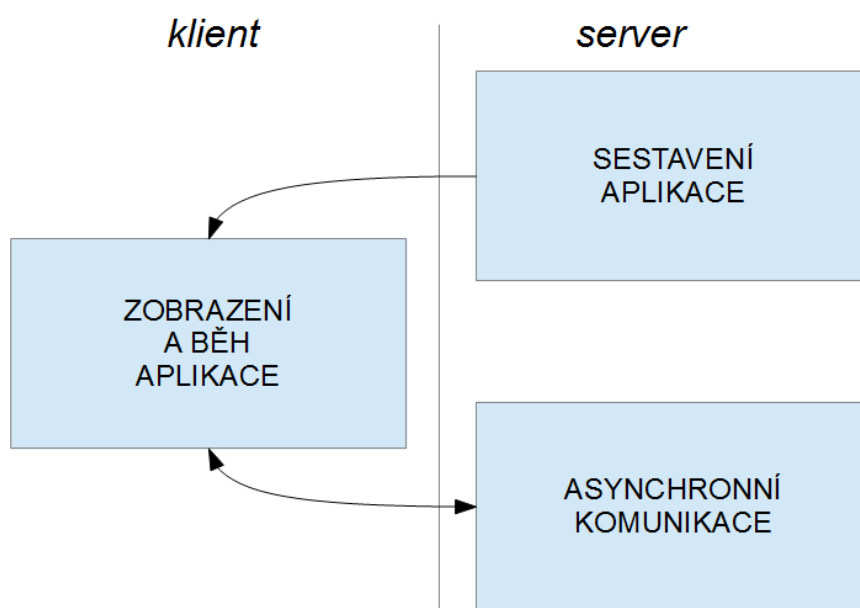 klient
server
SESTAVENÍ
APLIKACE
ZOBRAZENÍ
A BĚH
APLIKACE
ASYNCHRONNÍ
KOMUNIKACE